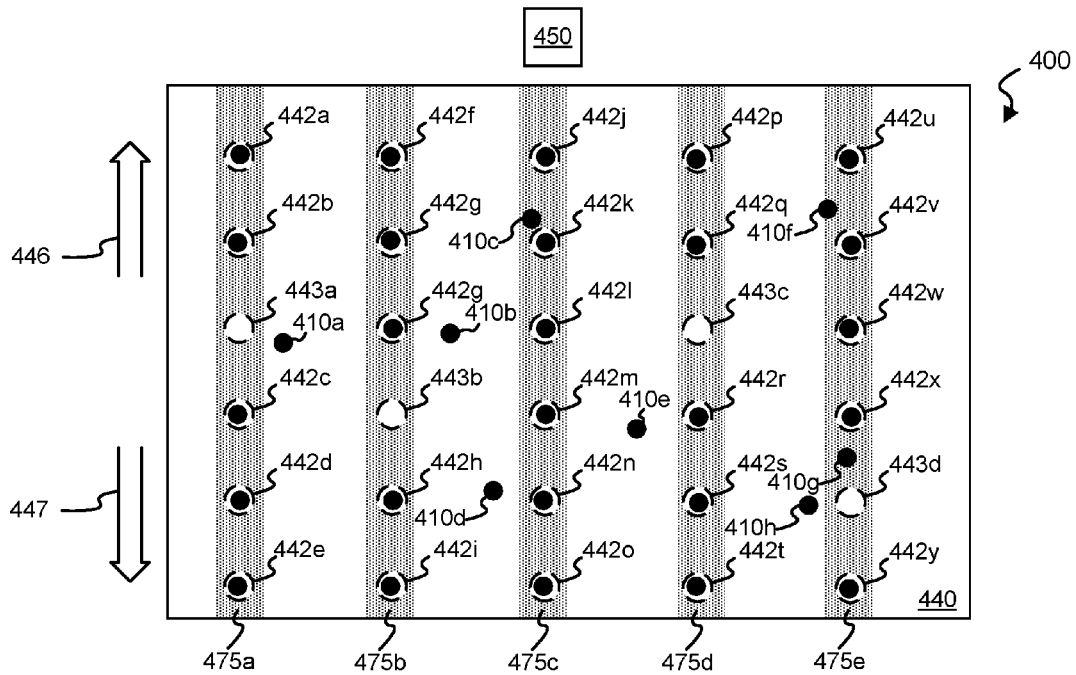 450
400
442a 442f 442j 442p 442u
442b 442g 442k 442q 442v
410c 410f
446
443a 442g 442l 443c 442w
410a 410b
442c 443b 442m 442r 442x
410e
442d 442h 442n 442s 443d
410g
447
410d 410h
442e 442i 442o 442t 442y
440
475a 475b 475c 475d 475e